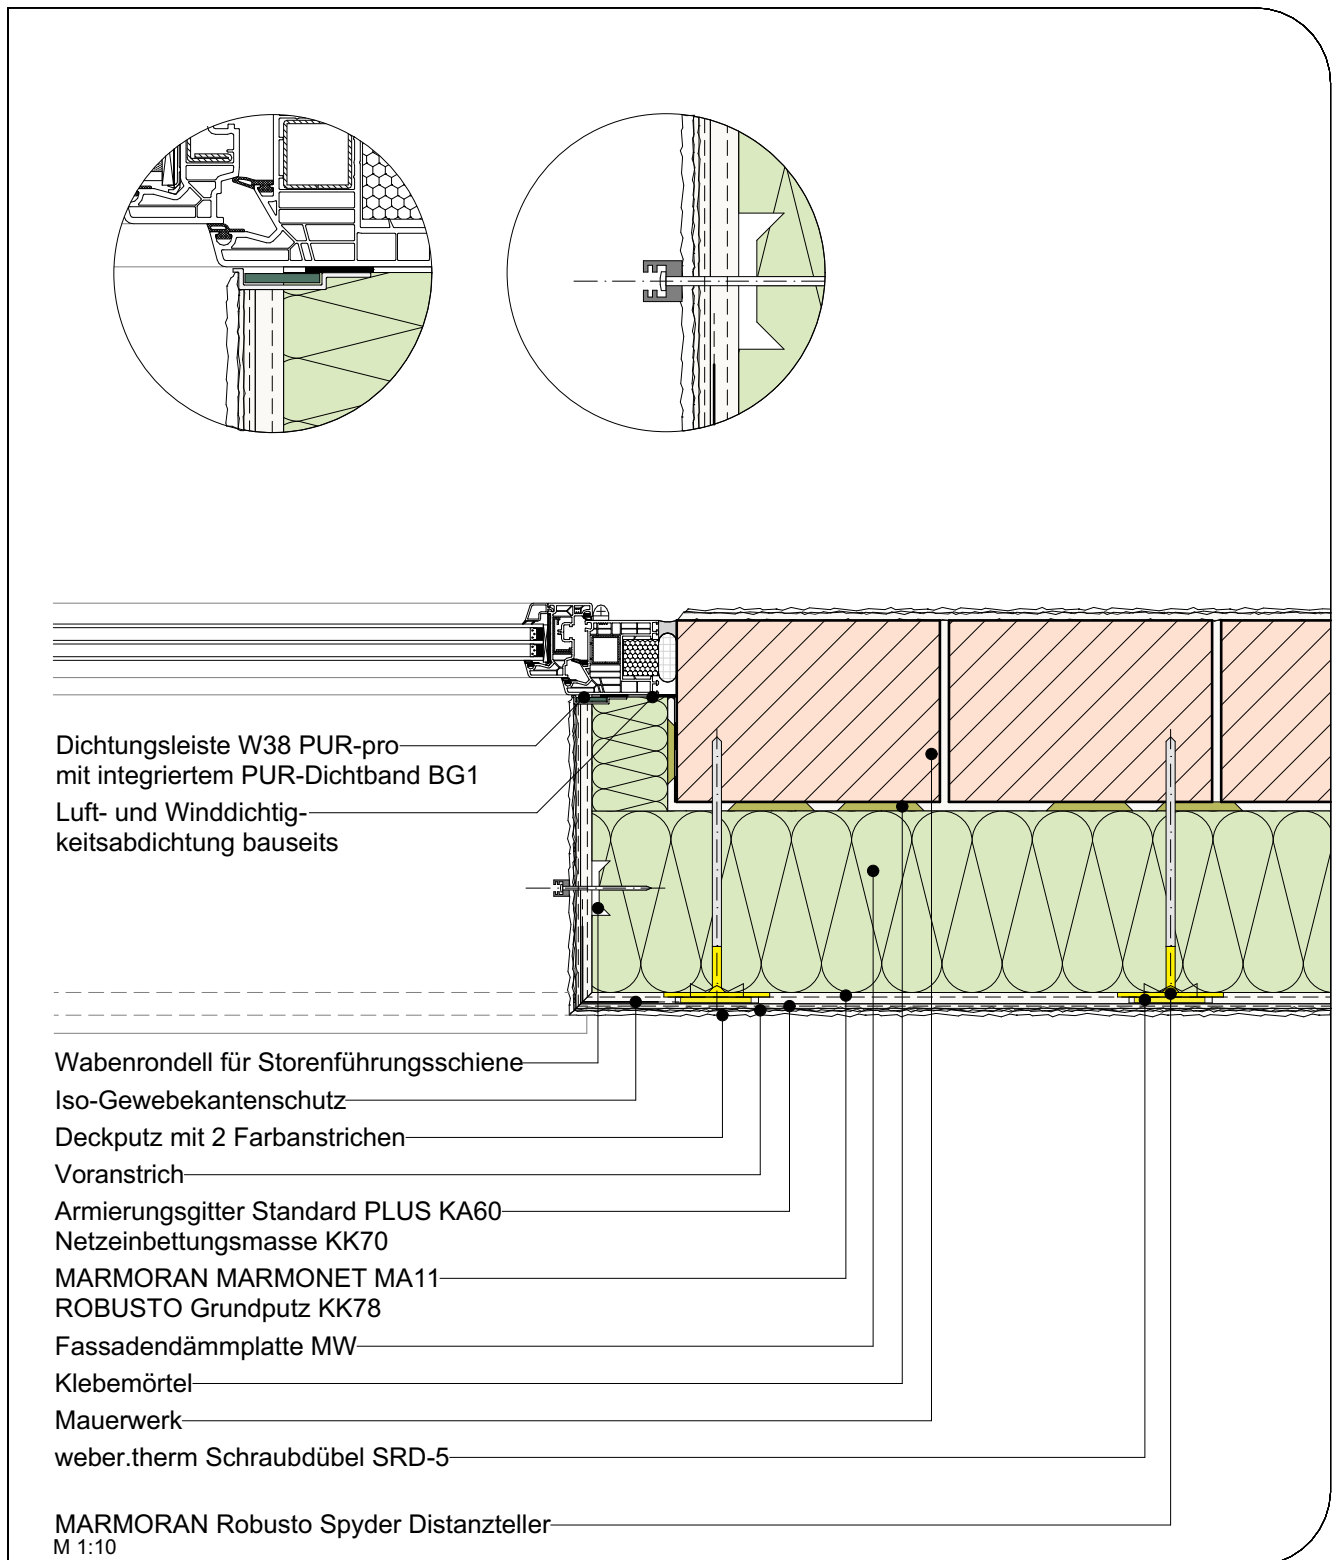 Dichtungsleiste W38 PUR-pro
mit integriertem PUR-Dichtband BG1
Luft- und Winddichtig-
keitsabdichtung bauseits
Wabenrondell für Storenführungsschiene
Iso-Gewebekantenschutz
Deckputz mit 2 Farbanstrichen
Voranstrich
Armierungsgitter Standard PLUS KA60
Netzeinbettungsmasse KK70
MARMORAN MARMONET MA11
ROBUSTO Grundputz KK78
Fassadendämmplatte MW
Klebemörtel
Mauerwerk
weber.therm Schraubdübel SRD-5
MARMORAN Robusto Spyder Distanzteller
M 1:10